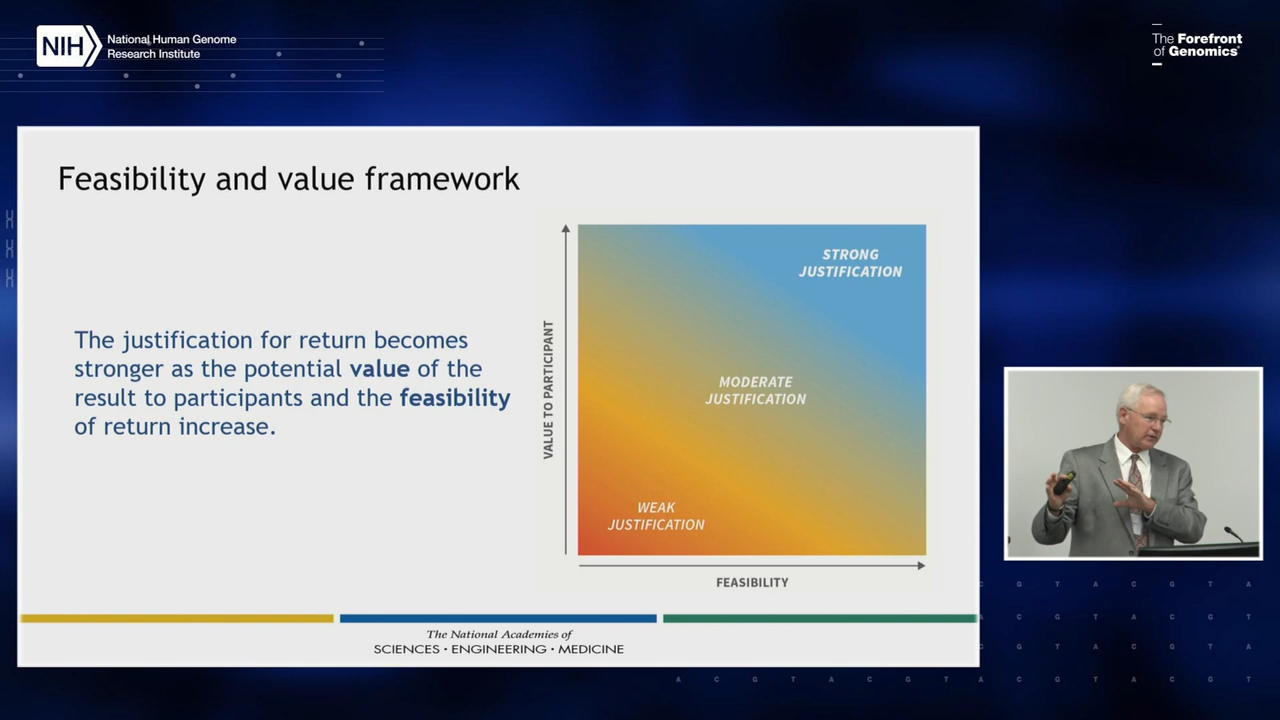 NIH
National Human Genome
Research Institute
The Forefront
of Genomics®
Feasibility and value framework
The justification for return becomes
stronger as the potential value of the
result to participants and the feasibility
of return increase.
VALUE TO PARTICIPANT
STRONG
JUSTIFICATION
MODERATE
JUSTIFICATION
WEAK
JUSTIFICATION
FEASIBILITY
The National Academies of
SCIENCES · ENGINEERING · MEDICINE
C G T A C G T A
C G T A C G T
C G T A C G T A
A C G T A C G T A C G T A C G T